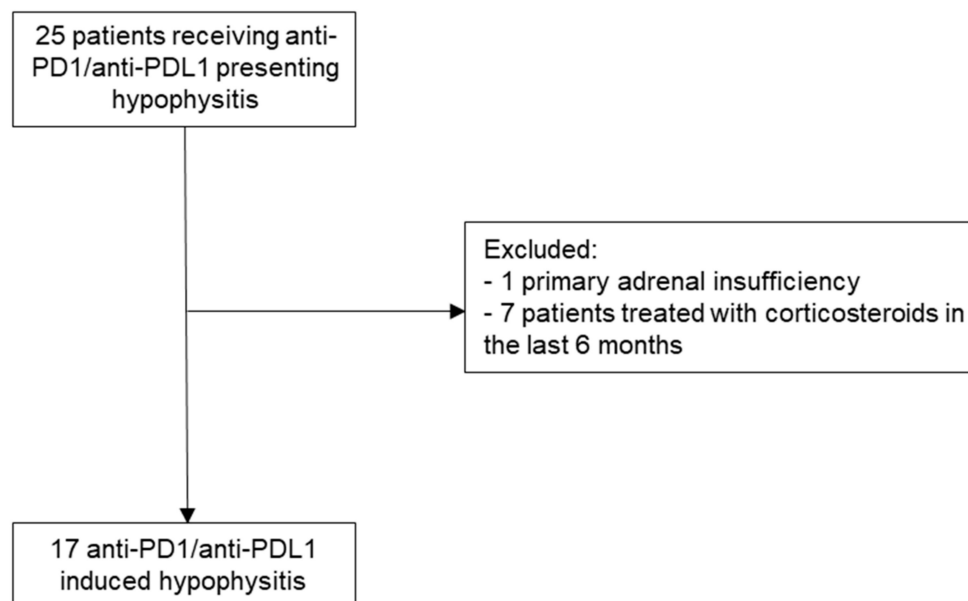 25 patients receiving anti-
PD1/anti-PDL1 presenting
hypophysitis
Excluded:
- 1 primary adrenal insufficiency
- 7 patients treated with corticosteroids in
the last 6 months
17 anti-PD1/anti-PDL1
induced hypophysitis